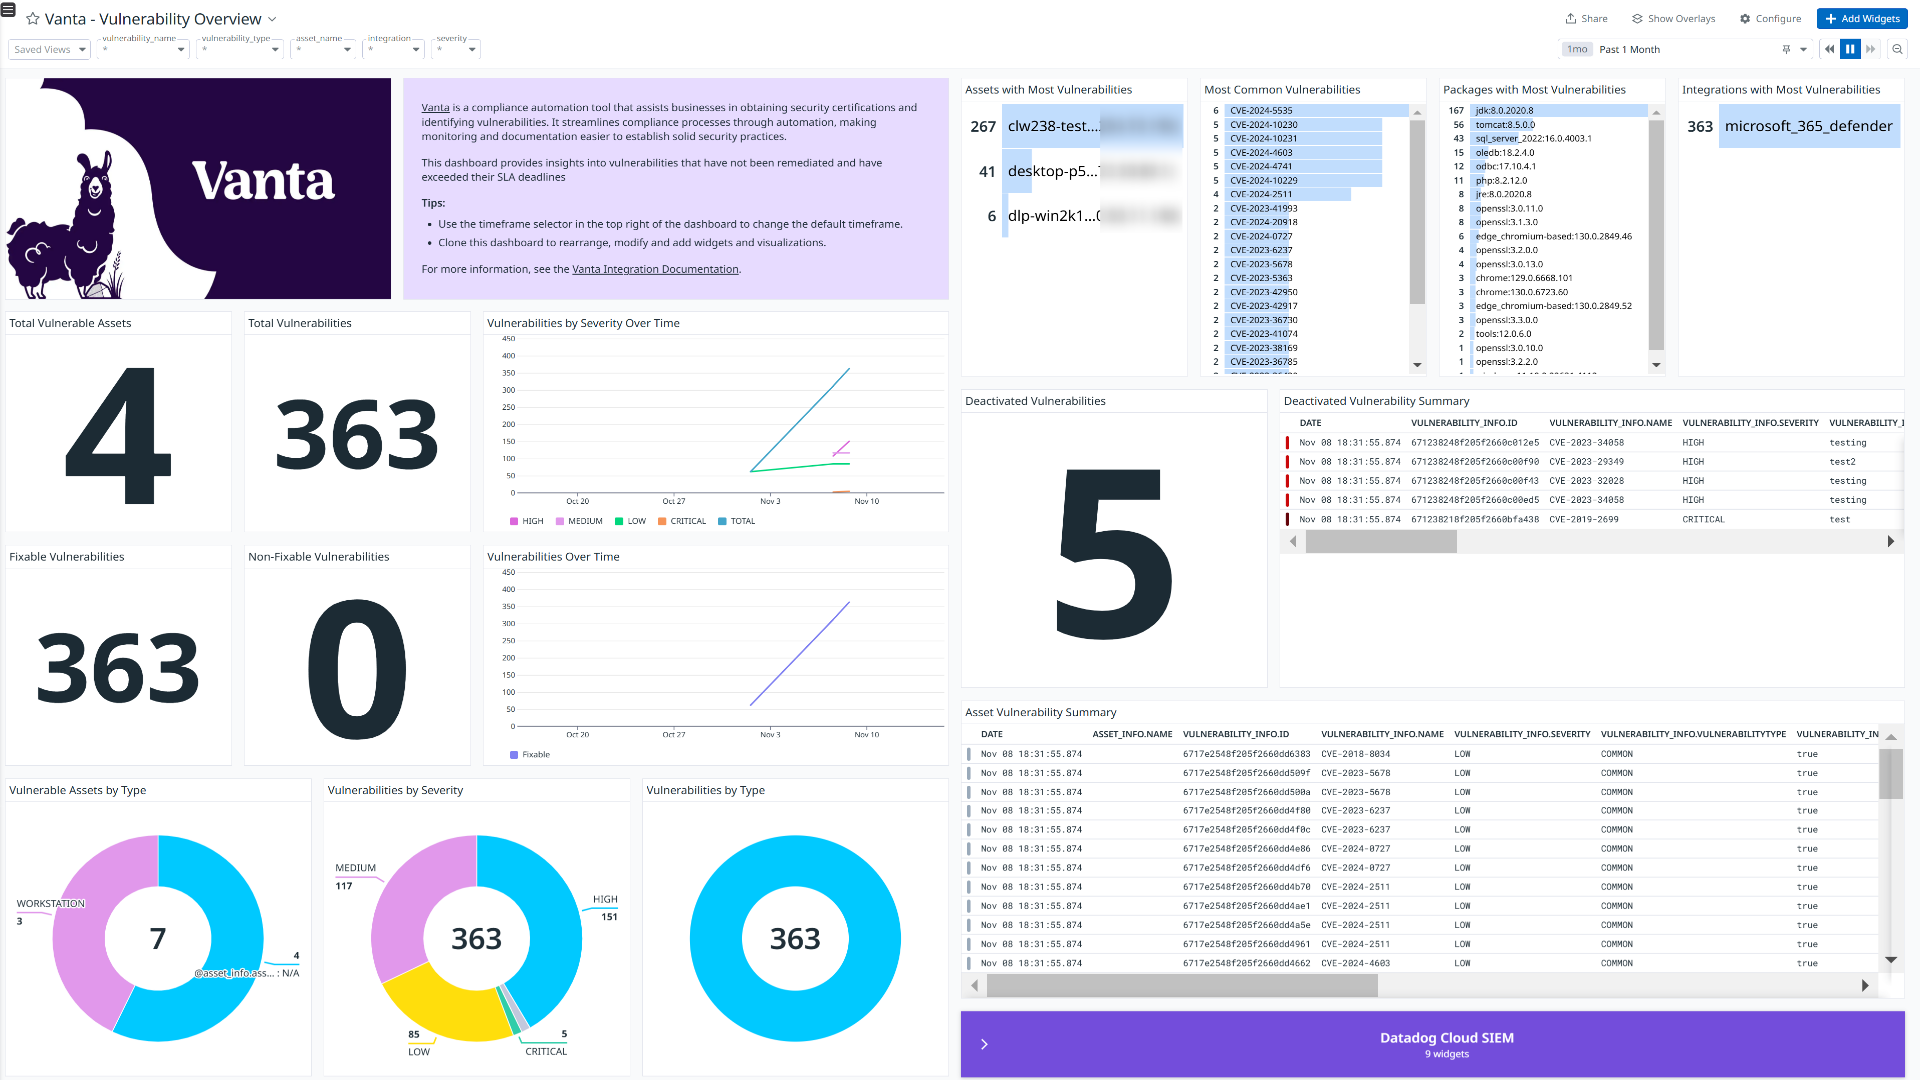 Vanta - Vulnerability Overview
Share
Show Overlays
Configure
Add Widgets
Saved Views
vulnerability_name
*
vulnerability_type
*
asset_name
*
integration
*
severity
*
1mo
Past 1 Month
Vanta
Vanta is a compliance automation tool that assists businesses in obtaining security certifications and
identifying vulnerabilities. It streamlines compliance processes through automation, making
monitoring and documentation easier to establish solid security practices.
This dashboard provides insights into vulnerabilities that have not been remediated and have
exceeded their SLA deadlines
Tips:
• Use the timeframe selector in the top right of the dashboard to change the default timeframe.
• Clone this dashboard to rearrange, modify and add widgets and visualizations.
For more information, see the Vanta Integration Documentation.
Assets with Most Vulnerabilities
267 clw238-test...
41 desktop-p5...
6 dlp-win2k1...
Most Common Vulnerabilities
6 CVE-2024-5535
5 CVE-2024-10230
5 CVE-2024-10231
5 CVE-2024-4603
5 CVE-2024-4741
5 CVE-2024-10229
4 CVE-2024-2511
2 CVE-2023-41993
2 CVE-2024-20918
2 CVE-2024-0727
2 CVE-2023-6237
2 CVE-2023-5678
2 CVE-2023-5363
2 CVE-2023-42950
2 CVE-2023-42917
2 CVE-2023-36730
2 CVE-2023-41074
2 CVE-2023-38169
2 CVE-2023-36785
Packages with Most Vulnerabilities
167 jdk:8.0.2020.8
56 tomcat:8.5.0.0
43 sql_server_2022:16.0.4003.1
15 oledb:18.2.4.0
12 odbc:17.10.4.1
11 php:8.2.12.0
8 jre:8.0.2020.8
8 openssl:3.0.11.0
8 openssl:3.1.3.0
6 edge_chromium-based:130.0.2849.46
4 openssl:3.2.0.0
4 openssl:3.0.13.0
3 chrome:129.0.6668.101
3 chrome:130.0.6723.60
3 edge_chromium-based:130.0.2849.52
3 openssl:3.3.0.0
2 tools:12.0.6.0
1 openssl:3.0.10.0
1 openssl:3.2.2.0
Integrations with Most Vulnerabilities
363 microsoft_365_defender
Total Vulnerable Assets
4
Total Vulnerabilities
363
Vulnerabilities by Severity Over Time
450
400
350
300
250
200
150
100
50
0
Oct 20 Oct 27 Nov 3 Nov 10
HIGH MEDIUM LOW CRITICAL TOTAL
Fixable Vulnerabilities
363
Non-Fixable Vulnerabilities
0
Vulnerabilities Over Time
450
400
350
300
250
200
150
100
50
0
Oct 20 Oct 27 Nov 3 Nov 10
Fixable
Deactivated Vulnerabilities
5
Deactivated Vulnerability Summary
DATE VULNERABILITY_INFO.ID VULNERABILITY_INFO.NAME VULNERABILITY_INFO.SEVERITY VULNERABILITY_I
Nov 08 18:31:55.874 671238248f205f2660c012e5 CVE-2023-34058 HIGH testing
Nov 08 18:31:55.874 671238248f205f2660c00f90 CVE-2023-29349 HIGH test2
Nov 08 18:31:55.874 671238248f205f2660c00f43 CVE-2023-32028 HIGH testing
Nov 08 18:31:55.874 671238248f205f2660c00ed5 CVE-2023-34058 HIGH testing
Nov 08 18:31:55.874 671238218f205f2660bfa438 CVE-2019-2699 CRITICAL test
Asset Vulnerability Summary
DATE ASSET_INFO.NAME VULNERABILITY_INFO.ID VULNERABILITY_INFO.NAME VULNERABILITY_INFO.SEVERITY VULNERABILITY_INFO.VULNERABILITYTYPE VULNERABILITY_IN
Nov 08 18:31:55.874 6717e2548f205f2660dd6383 CVE-2018-8034 LOW COMMON true
Nov 08 18:31:55.874 6717e2548f205f2660dd509f CVE-2023-5678 LOW COMMON true
Nov 08 18:31:55.874 6717e2548f205f2660dd500a CVE-2023-5678 LOW COMMON true
Nov 08 18:31:55.874 6717e2548f205f2660dd4f80 CVE-2023-6237 LOW COMMON true
Nov 08 18:31:55.874 6717e2548f205f2660dd4f0c CVE-2023-6237 LOW COMMON true
Nov 08 18:31:55.874 6717e2548f205f2660dd4e86 CVE-2024-0727 LOW COMMON true
Nov 08 18:31:55.874 6717e2548f205f2660dd4df6 CVE-2024-0727 LOW COMMON true
Nov 08 18:31:55.874 6717e2548f205f2660dd4b70 CVE-2024-2511 LOW COMMON true
Nov 08 18:31:55.874 6717e2548f205f2660dd4ae1 CVE-2024-2511 LOW COMMON true
Nov 08 18:31:55.874 6717e2548f205f2660dd4a5e CVE-2024-2511 LOW COMMON true
Nov 08 18:31:55.874 6717e2548f205f2660dd4961 CVE-2024-2511 LOW COMMON true
Nov 08 18:31:55.874 6717e2548f205f2660dd4662 CVE-2024-4603 LOW COMMON true
Vulnerable Assets by Type
WORKSTATION
3
7
4
@asset_info.ass... : N/A
Vulnerabilities by Severity
MEDIUM
117
HIGH
151
363
85
LOW
5
CRITICAL
Vulnerabilities by Type
363
Datadog Cloud SIEM
9 widgets